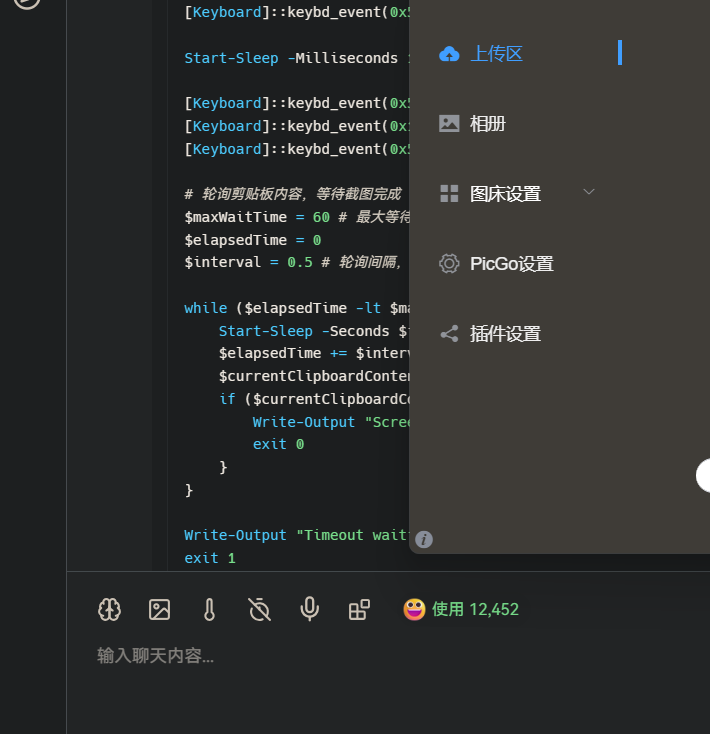 [Keyboard]::keybd_event(0x5
Start-Sleep -Milliseconds
[Keyboard]::keybd_event(0x5
[Keyboard]::keybd_event(0x
[Keyboard]::keybd_event(0x5
# 轮询剪贴板内容，等待截图完成
$maxWaitTime = 60 # 最大等待
$elapsedTime = 0
$interval = 0.5 # 轮询间隔，
while ($elapsedTime -lt $ma
Start-Sleep -Seconds $
$elapsedTime += $interv
$currentClipboardConten
if ($currentClipboardCo
Write-Output "Scree
exit 0
}
}
Write-Output "Timeout wait
exit 1
上传区
相册
图床设置
PicGo设置
插件设置
使用 12,452
输入聊天内容...